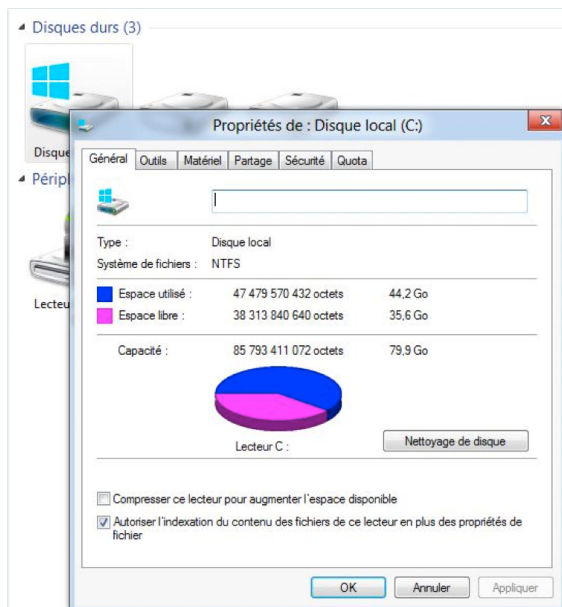 Disques durs (3)
Propriétés de : Disque local (C:)
Disque
Général Outils Matériel Partage Sécurité Quota
Périph
Type : Disque local
Système de fichiers : NTFS
Lecteu
Espace utilisé : 47 479 570 432 octets 44,2 Go
Espace libre : 38 313 840 640 octets 35,6 Go
Capacité : 85 793 411 072 octets 79,9 Go
Lecteur C :
Nettoyage de disque
Compresser ce lecteur pour augmenter l'espace disponible
Autoriser l'indexation du contenu des fichiers de ce lecteur en plus des propriétés de
fichier
OK Annuler Appliquer